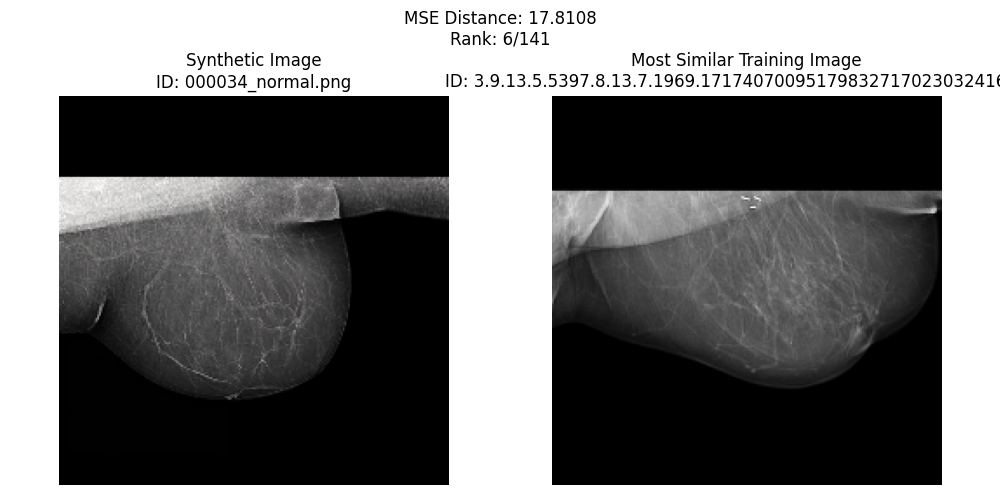 MSE Distance: 17.8108
Rank: 6/141
Synthetic Image
ID: 000034_normal.png
Most Similar Training Image
ID: 3.9.13.5.5397.8.13.7.1969.17174070095179832717023032416